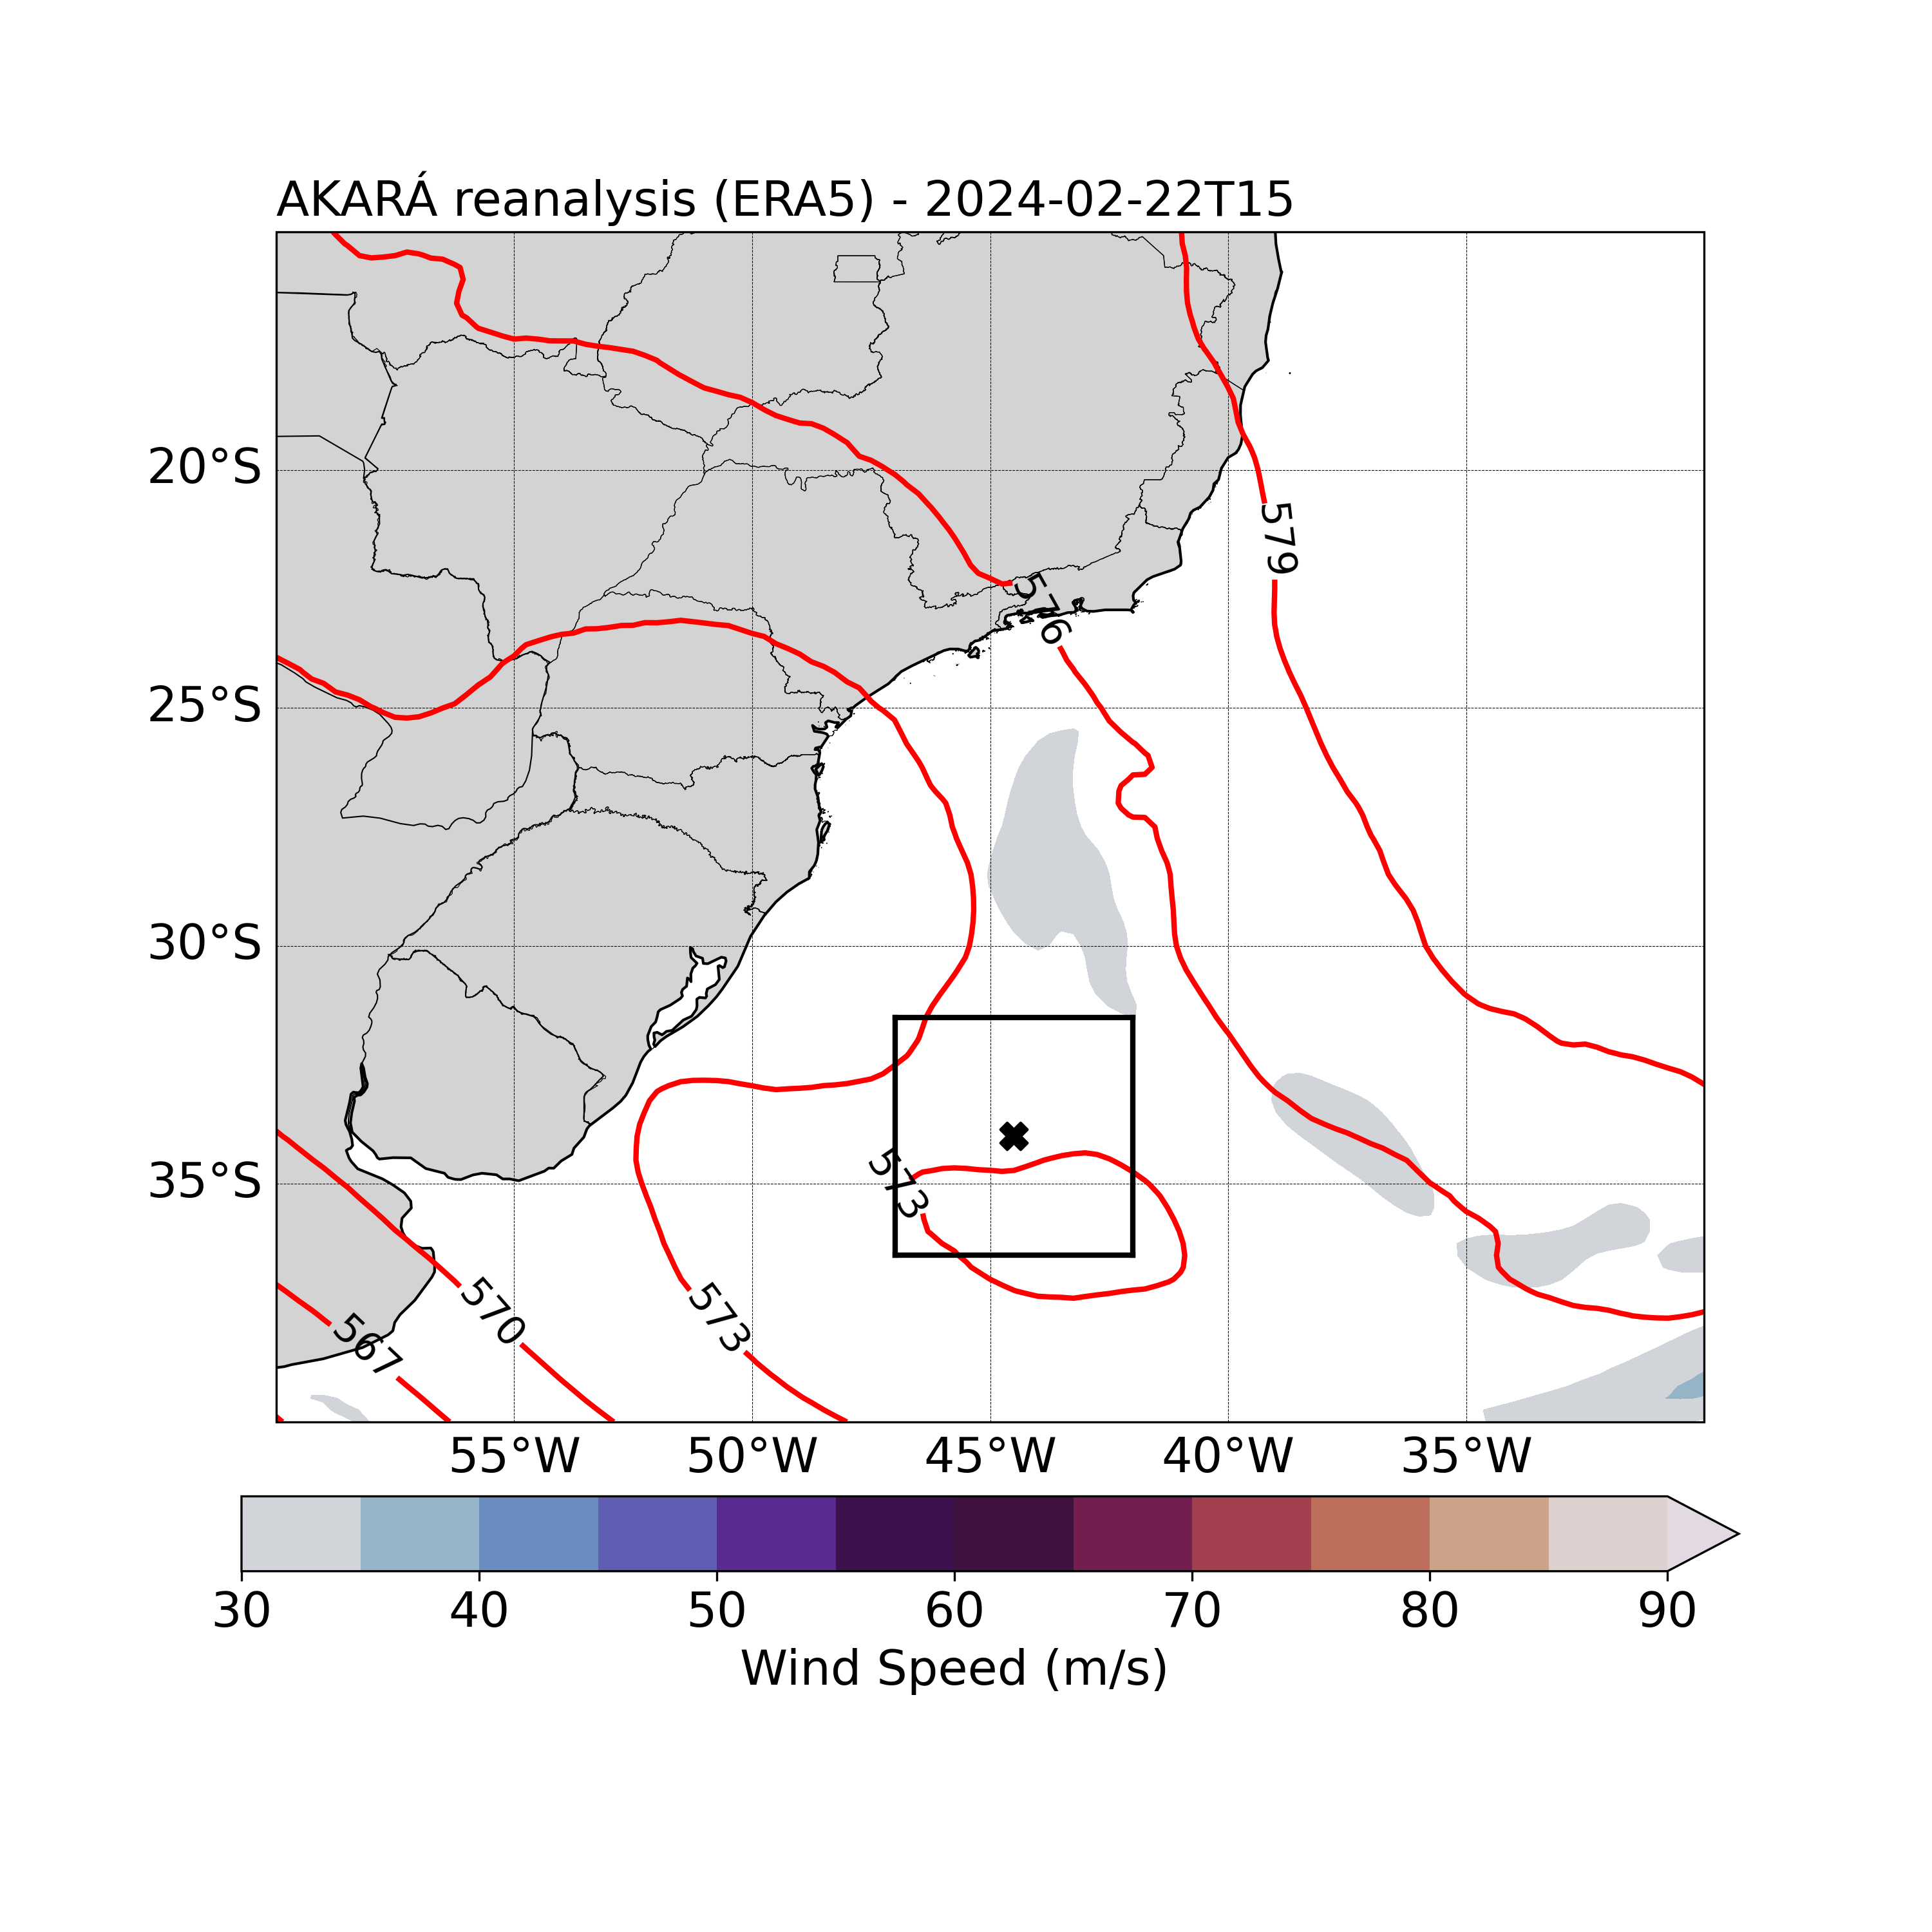 AKARÁ reanalysis (ERA5) - 2024-02-22T15
20°S
579
576
25°S
30°S
35°S
573
570
573
567
55°W 50°W 45°W 40°W 35°W
30 40 50 60 70 80 90
Wind Speed (m/s)